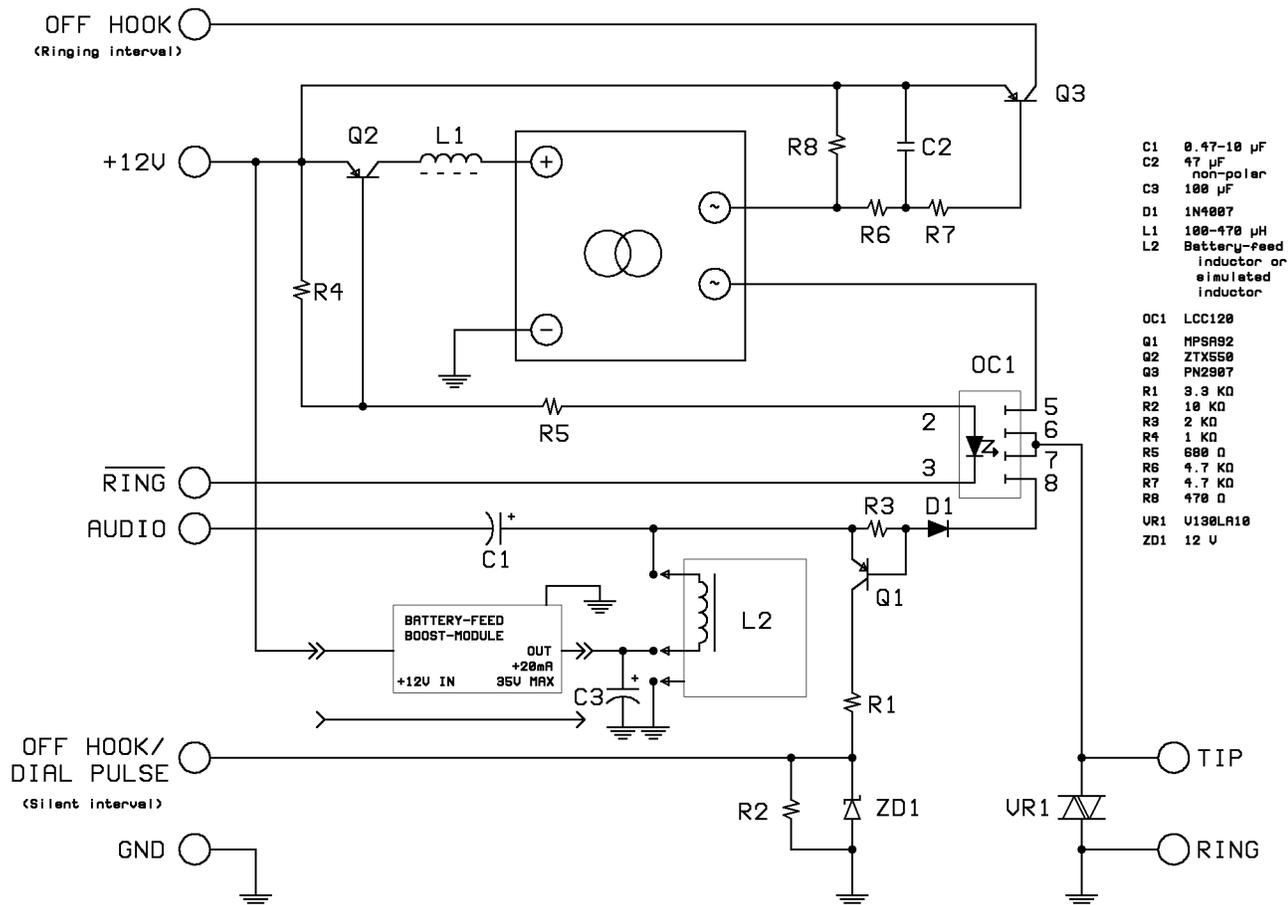 OFF HOOK
(Ringing interval)
+12V
Q2
L1
+
R8
C2
Q3
~
R6
R7
~
R4
−
OC1
2
5
R5
6
3
7
RING
8
AUDIO
+
C1
R3
D1
Q1
BATTERY-FEED
BOOST-MODULE
OUT
+20mA
+12V IN
35V MAX
L2
C3
+
R1
OFF HOOK/
DIAL PULSE
(Silent interval)
R2
ZD1
VR1
TIP
GND
RING
C1 0.47-10 µF
C2 47 µF
non-polar
C3 100 µF
D1 1N4007
L1 100-470 µH
L2 Battery-feed
inductor or
simulated
inductor
OC1 LCC120
Q1 MPSA92
Q2 ZTX550
Q3 PN2907
R1 3.3 KΩ
R2 10 KΩ
R3 2 KΩ
R4 1 KΩ
R5 680 Ω
R6 4.7 KΩ
R7 4.7 KΩ
R8 470 Ω
VR1 V130LA10
ZD1 12 V